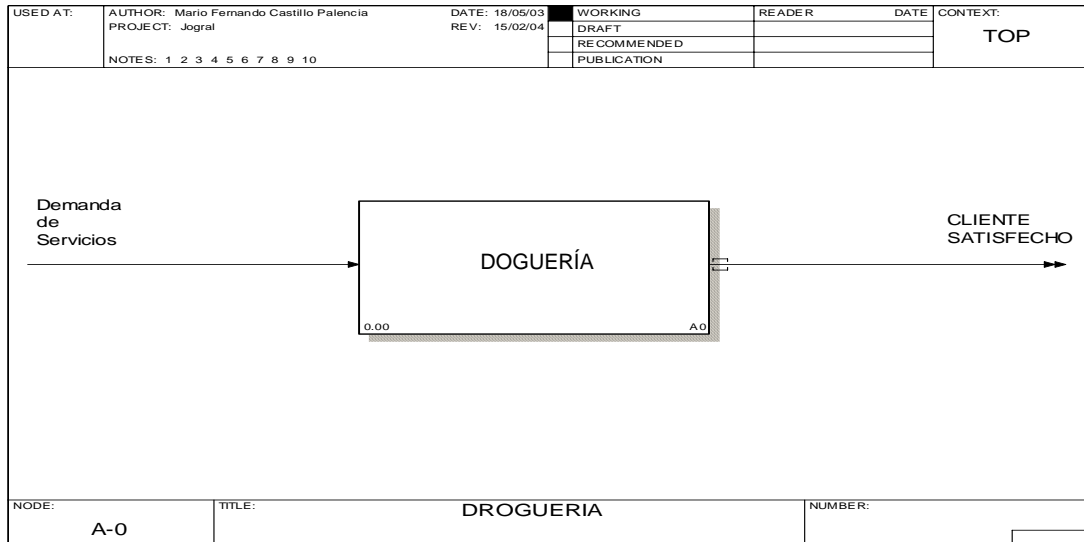 USED AT:
AUTHOR: Mario Fernando Castillo Palencia
DATE: 18/05/03
PROJECT: Jogral
REV: 15/02/04
NOTES: 1 2 3 4 5 6 7 8 9 10
WORKING
DRAFT
RECOMMENDED
PUBLICATION
READER
DATE
CONTEXT:
TOP
Demanda
de
Servicios
DOGUERÍA
0.00
A0
CLIENTE
SATISFECHO
NODE:
A-0
TITLE:
DROGUERIA
NUMBER: